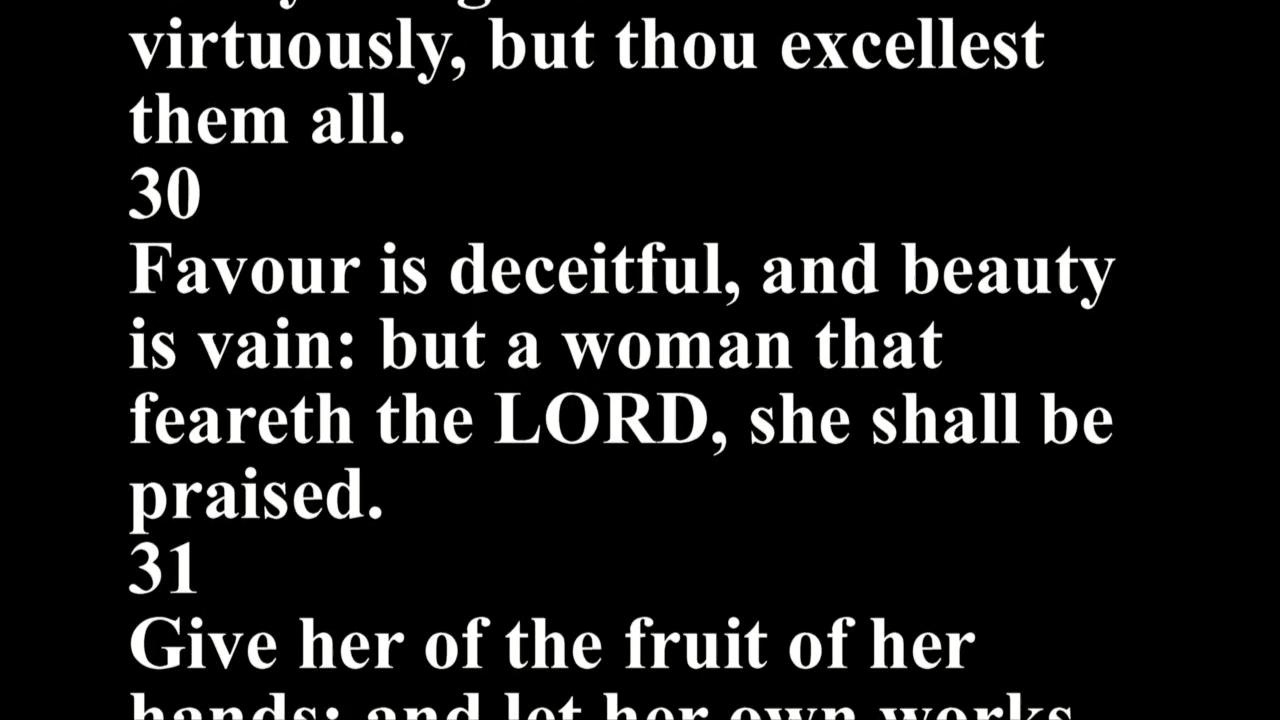 virtuously, but thou excellest
them all.
30
Favour is deceitful, and beauty
is vain: but a woman that
feareth the LORD, she shall be
praised.
31
Give her of the fruit of her
hands; and let her own works